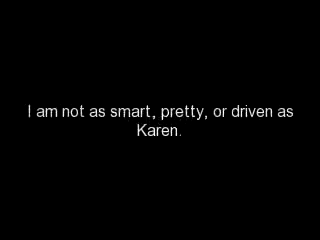 I am not as smart, pretty, or driven as
Karen.